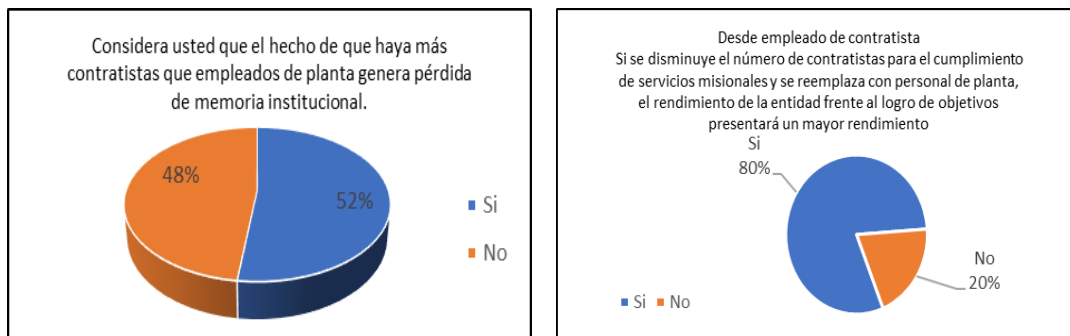 Considera usted que el hecho de que haya más
contratistas que empleados de planta genera pérdida
de memoria institucional.
48%
52%
Si
No
Desde empleado de contratista
Si se disminuye el número de contratistas para el cumplimiento
de servicios misionales y se reemplaza con personal de planta,
el rendimiento de la entidad frente al logro de objetivos
presentará un mayor rendimiento
Si
80%
No
20%
Si No